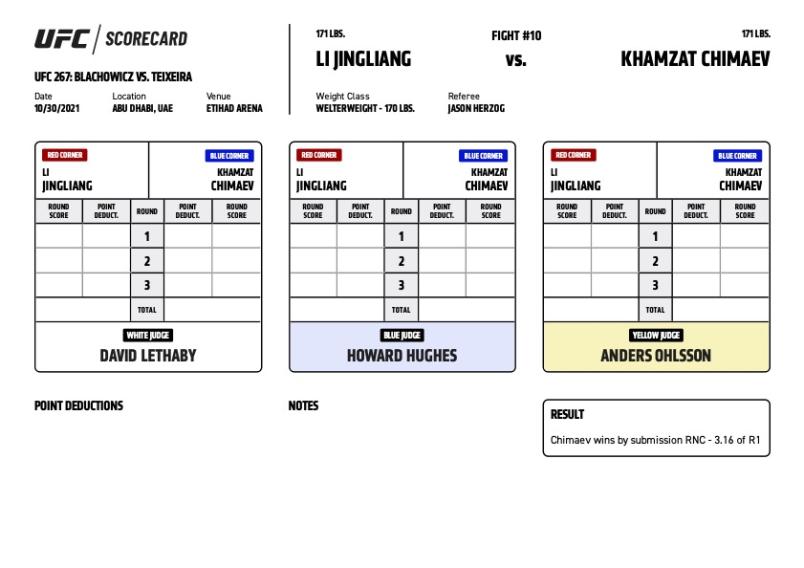 UFC / SCORECARD
UFC 267: BLACHOWICZ VS. TEIXEIRA
Date Location Venue
10/30/2021 ABU DHABI, UAE ETIHAD ARENA
171 LBS. FIGHT #10 171 LBS.
LI JINGLIANG vs. KHAMZAT CHIMAEV
Weight Class Referee
WELTERWEIGHT - 170 LBS. JASON HERZOG
RED CORNER BLUE CORNER
LI KHAMZAT
JINGLIANG CHIMAEV
ROUND POINT ROUND POINT ROUND
SCORE DEDUCT. DEDUCT. SCORE
1
2
3
TOTAL
WHITE JUDGE
DAVID LETHABY
RED CORNER BLUE CORNER
LI KHAMZAT
JINGLIANG CHIMAEV
ROUND POINT ROUND POINT ROUND
SCORE DEDUCT. DEDUCT. SCORE
1
2
3
TOTAL
BLUE JUDGE
HOWARD HUGHES
RED CORNER BLUE CORNER
LI KHAMZAT
JINGLIANG CHIMAEV
ROUND POINT ROUND POINT ROUND
SCORE DEDUCT. DEDUCT. SCORE
1
2
3
TOTAL
YELLOW JUDGE
ANDERS OHLSSON
POINT DEDUCTIONS
NOTES
RESULT
Chimaev wins by submission RNC - 3.16 of R1